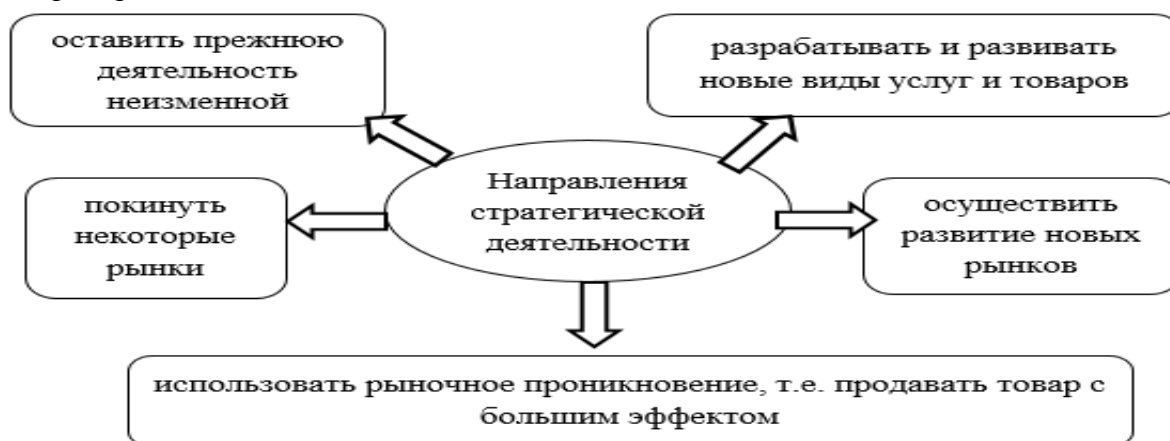 оставить прежнюю
деятельность
неизменной
разрабатывать и развивать
новые виды услуг и товаров
Направления
стратегической
деятельности
покинуть
некоторые
рынки
осуществить
развитие новых
рынков
использовать рыночное проникновение, т.е. продавать товар с
большим эффектом